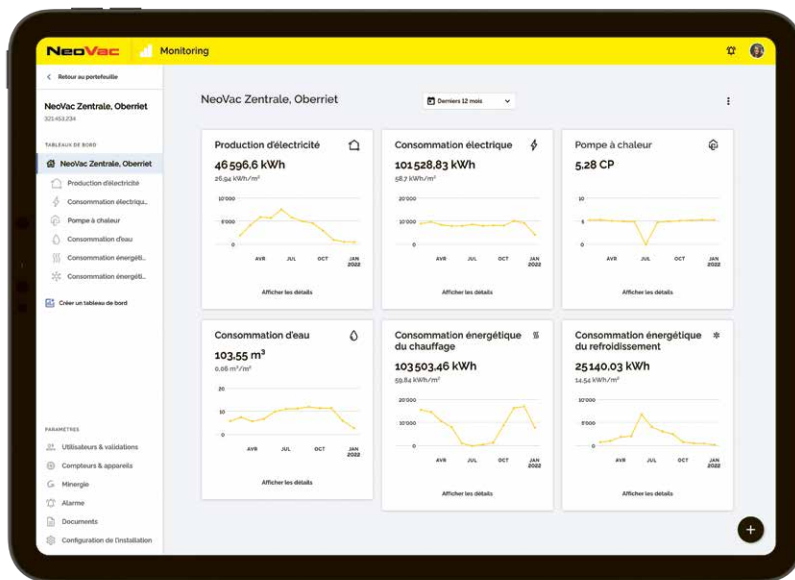 NeoVac
Monitoring
Retour au portefeuille
NeoVac Zentrale, Oberriet
321.453.234
TABLEAUX DE BORD
NeoVac Zentrale, Oberriet
Production d'électricité
Consommation électriqu...
Pompe à chaleur
Consommation d'eau
Consommation énergéti...
Consommation énergéti...
Créer un tableau de bord
PARAMÈTRES
Utilisateurs & validations
Compteurs & appareils
Minergie
Alarme
Documents
Configuration de l'installation
NeoVac Zentrale, Oberriet
Derniers 12 mois
Production d'électricité
46 596,6 kWh
26,94 kWh/m²
10'000
5'000
0
AVR JUL OCT JAN
2022
Afficher les détails
Consommation électrique
101 528,83 kWh
58,7 kWh/m²
20'000
10'000
0
AVR JUL OCT JAN
2022
Afficher les détails
Pompe à chaleur
5,28 CP
10
5
0
AVR JUL OCT JAN
2022
Afficher les détails
Consommation d'eau
103,55 m³
0,06 m³/m²
20
10
0
AVR JUL OCT JAN
2022
Afficher les détails
Consommation énergétique
du chauffage
103 503,46 kWh
59,84 kWh/m²
20'000
10'000
0
AVR JUL OCT JAN
2022
Afficher les détails
Consommation énergétique
du refroidissement
25 140,03 kWh
14,54 kWh/m²
10'000
0
AVR JUL OCT JAN
2022
Afficher les détails